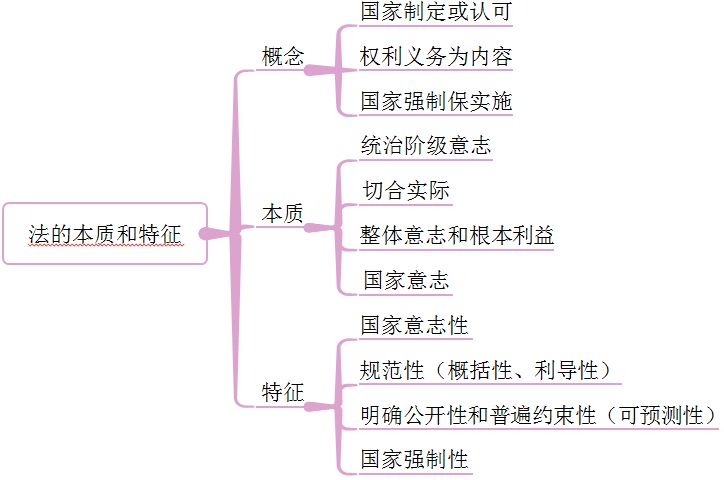 法的本质和特征
概念
国家制定或认可
权利义务为内容
国家强制保实施
本质
统治阶级意志
切合实际
整体意志和根本利益
国家意志
特征
国家意志性
规范性（概括性、利导性）
明确公开性和普遍约束性（可预测性）
国家强制性